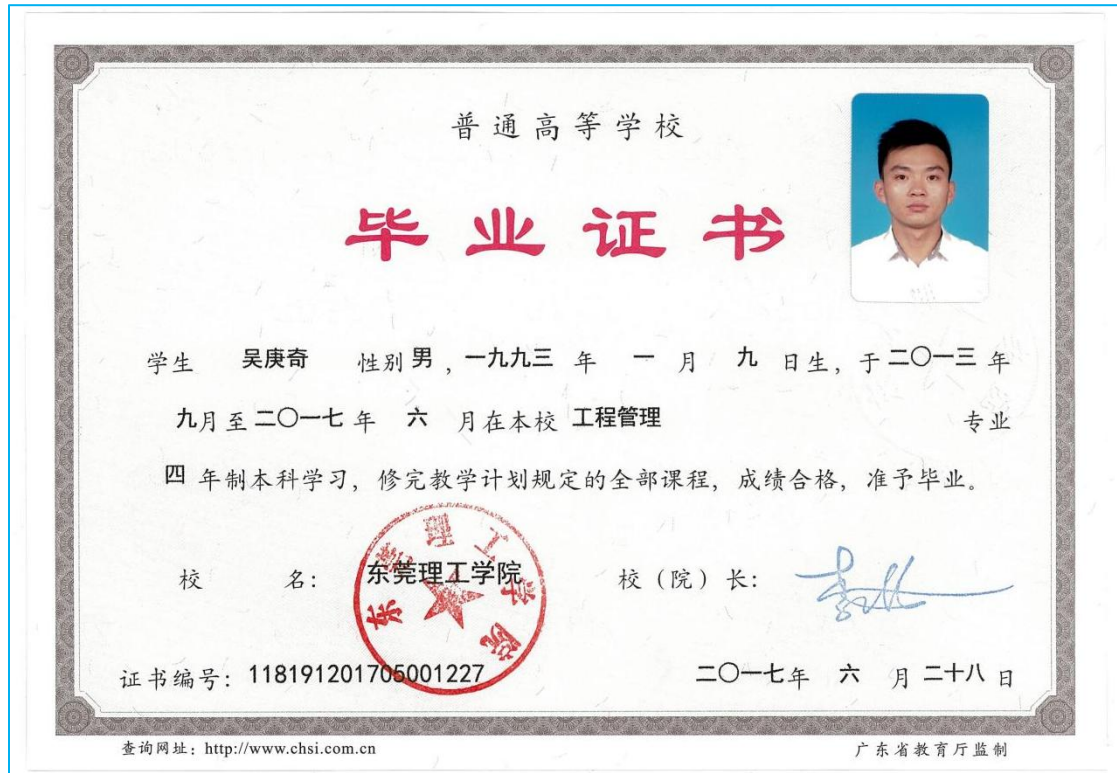 普通高等学校
毕业证书
学生 吴庚奇 性别 男 , 一九九三 年 一 月 九 日生, 于 二〇一三 年
九月至 二〇一七 年 六 月在本校 工程管理 专业
四 年制本科学习, 修完教学计划规定的全部课程, 成绩合格, 准予毕业。
校 名: 东莞理工学院 校 (院) 长:
东莞理工学院
证书编号: 118191201705001227 二〇一七年 六 月 二十八 日
查询网址: http://www.chsi.com.cn 广东省教育厅监制